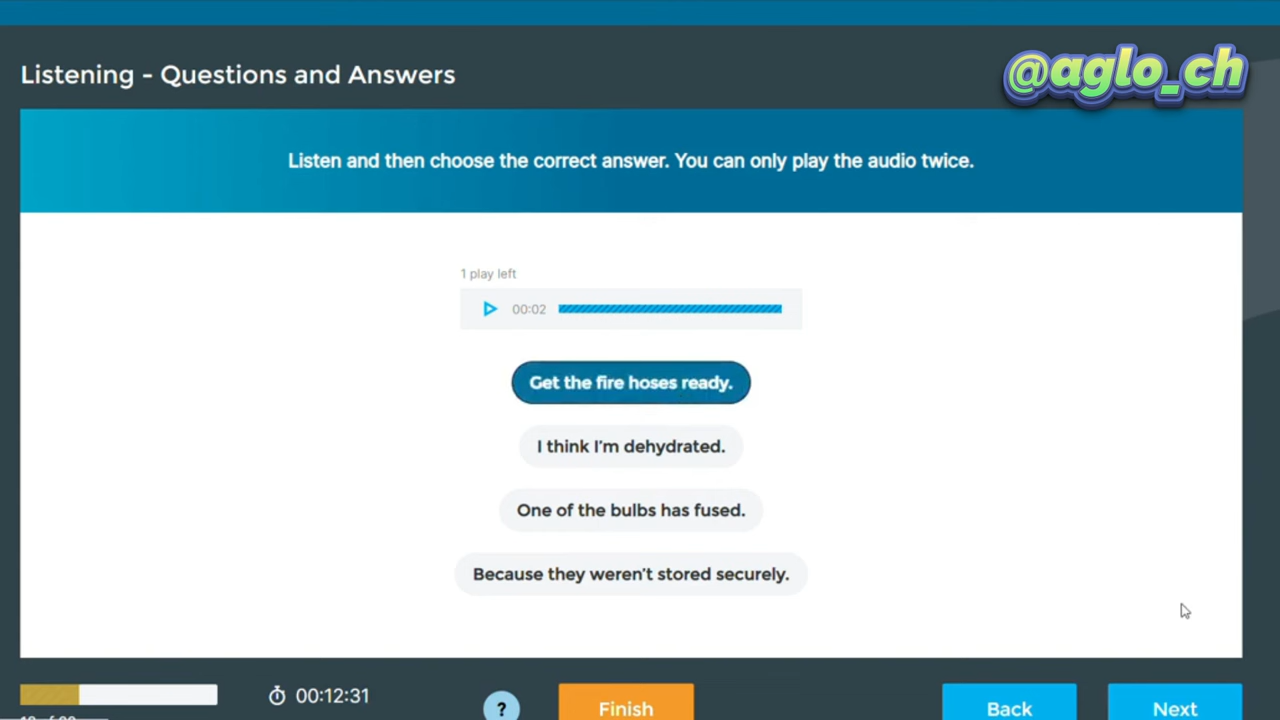 Listening - Questions and Answers
@aglo_ch
Listen and then choose the correct answer. You can only play the audio twice.
1 play left
00:02
Get the fire hoses ready.
I think I'm dehydrated.
One of the bulbs has fused.
Because they weren't stored securely.
00:12:31
?
Finish
Back
Next